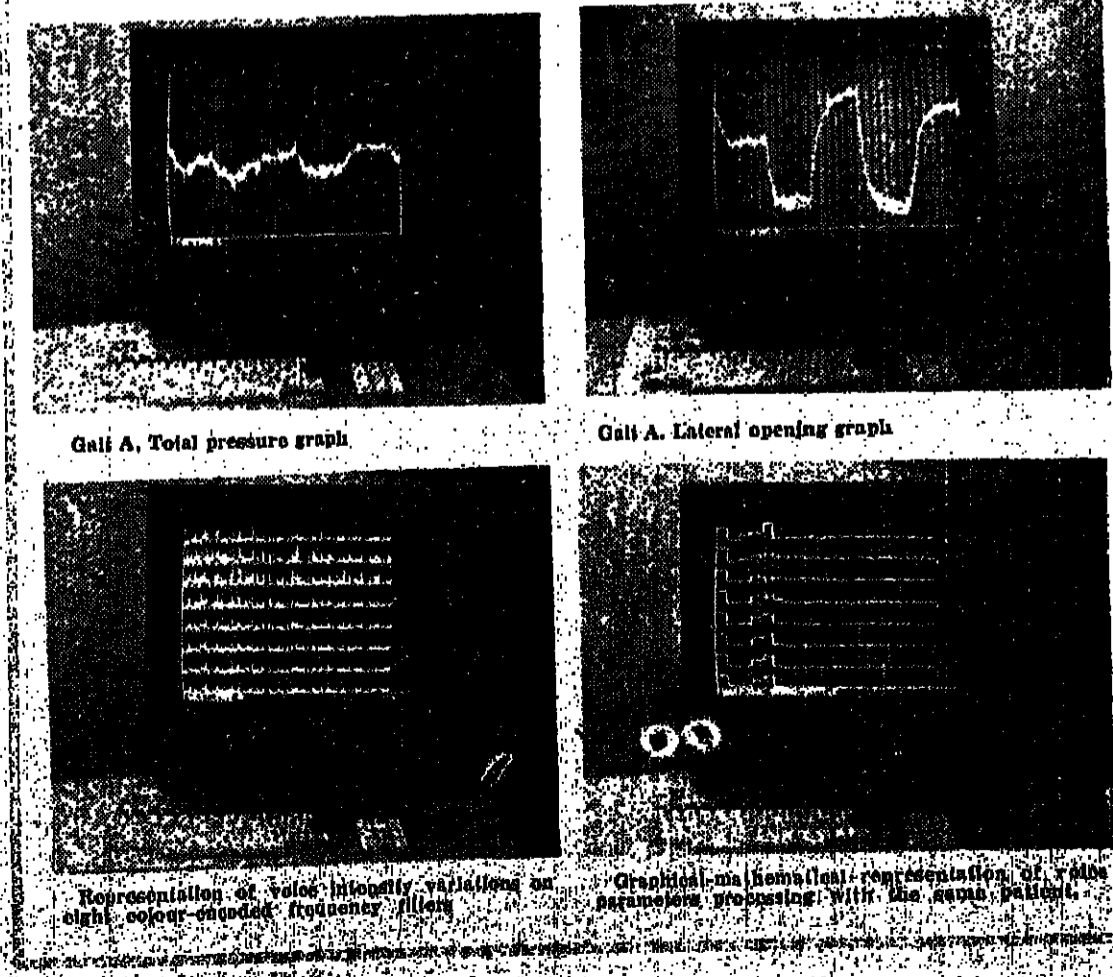 Gait A, Total pressure graph
Gait A. Lateral opening graph
Representation of voice intensity variations on
eight colour-encoded frequency filters
Graphical-mathematical representation of voice
parameters processing with the same patient.